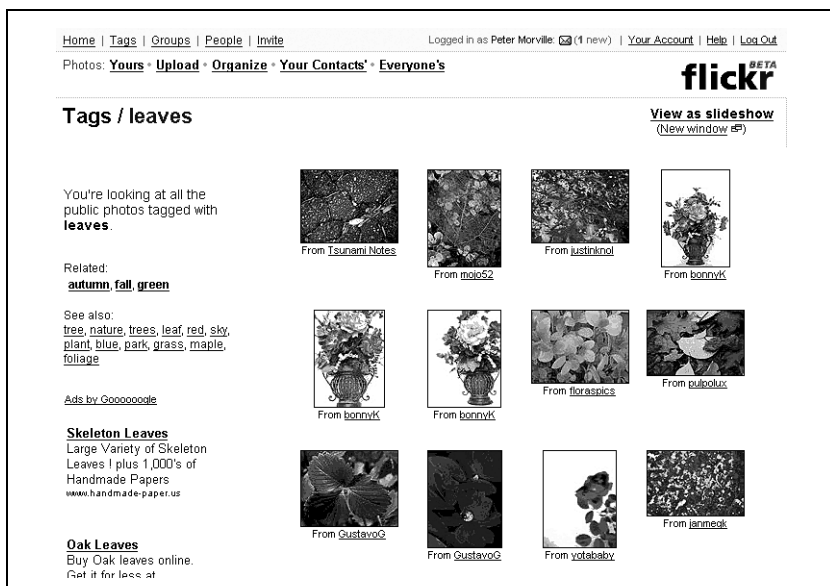 Home | Tags | Groups | People | Invite
Logged in as Peter Morville: (1 new) | Your Account | Help | Log Out
Photos: Yours • Upload • Organize • Your Contacts' • Everyone's
flickr BETA
Tags / leaves
View as slideshow
(New window)
You're looking at all the
public photos tagged with
leaves.
Related:
autumn, fall, green
See also:
tree, nature, trees, leaf, red, sky,
plant, blue, park, grass, maple,
foliage
Ads by Goooooogle
Skeleton Leaves
Large Variety of Skeleton
Leaves ! plus 1,000's of
Handmade Papers
www.handmade-paper.us
Oak Leaves
Buy Oak leaves online.
Get it for less at
From Tsunami Notes
From mojo52
From justinknol
From bonnyK
From bonnyK
From bonnyK
From floraspics
From pulpolux
From GustavoG
From GustavoG
From yotababy
From janmegk